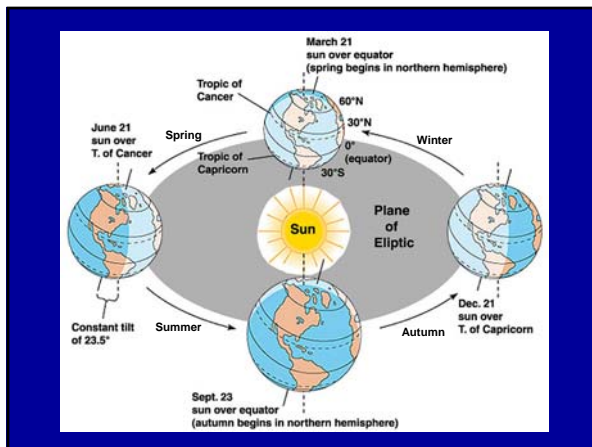 March 21
sun over equator
(spring begins in northern hemisphere)
Tropic of
Cancer
60°N
30°N
0°
(equator)
30°S
Tropic of
Capricorn
June 21
sun over
T. of Cancer
Spring
Winter
Sun
Plane
of
Eliptic
Constant tilt
of 23.5°
Summer
Autumn
Dec. 21
sun over
T. of Capricorn
Sept. 23
sun over equator
(autumn begins in northern hemisphere)